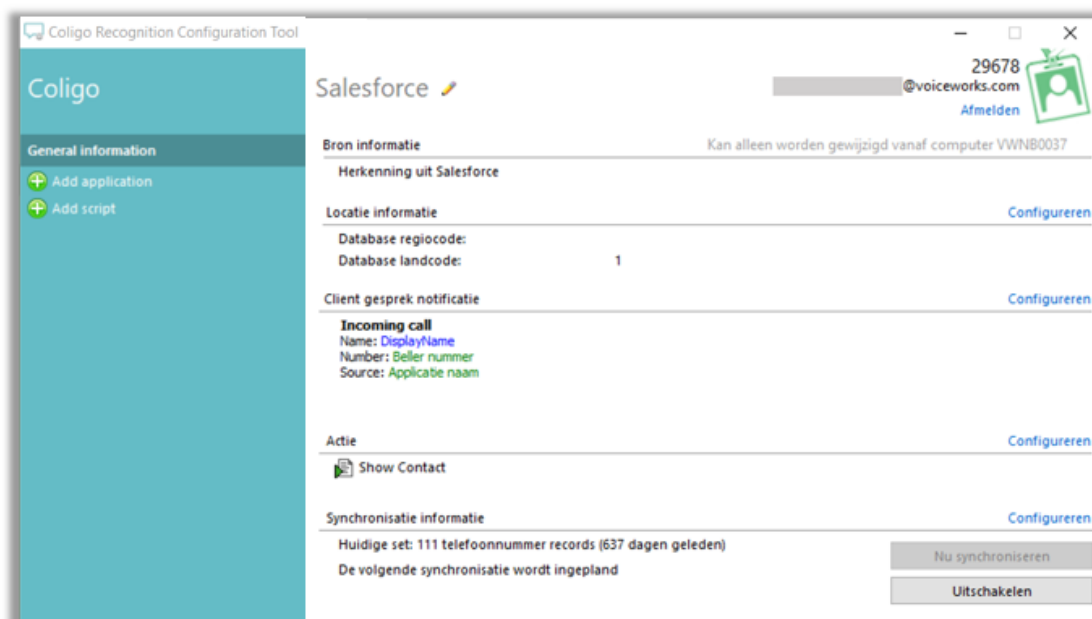 Coligo Recognition Configuration Tool
Coligo
General information
Add application
Add script
Salesforce
29678
@voiceworks.com
Afmelden
Bron informatie
Kan alleen worden gewijzigd vanaf computer VWNB0037
Herkenning uit Salesforce
Locatie informatie
Configureren
Database regiocode:
Database landcode: 1
Client gesprek notificatie
Configureren
Incoming call
Name: DisplayName
Number: Beller nummer
Source: Applicatie naam
Actie
Configureren
Show Contact
Synchronisatie informatie
Configureren
Huidige set: 111 telefoonnummer records (637 dagen geleden)
Nu synchroniseren
De volgende synchronisatie wordt ingepland
Uitschakelen